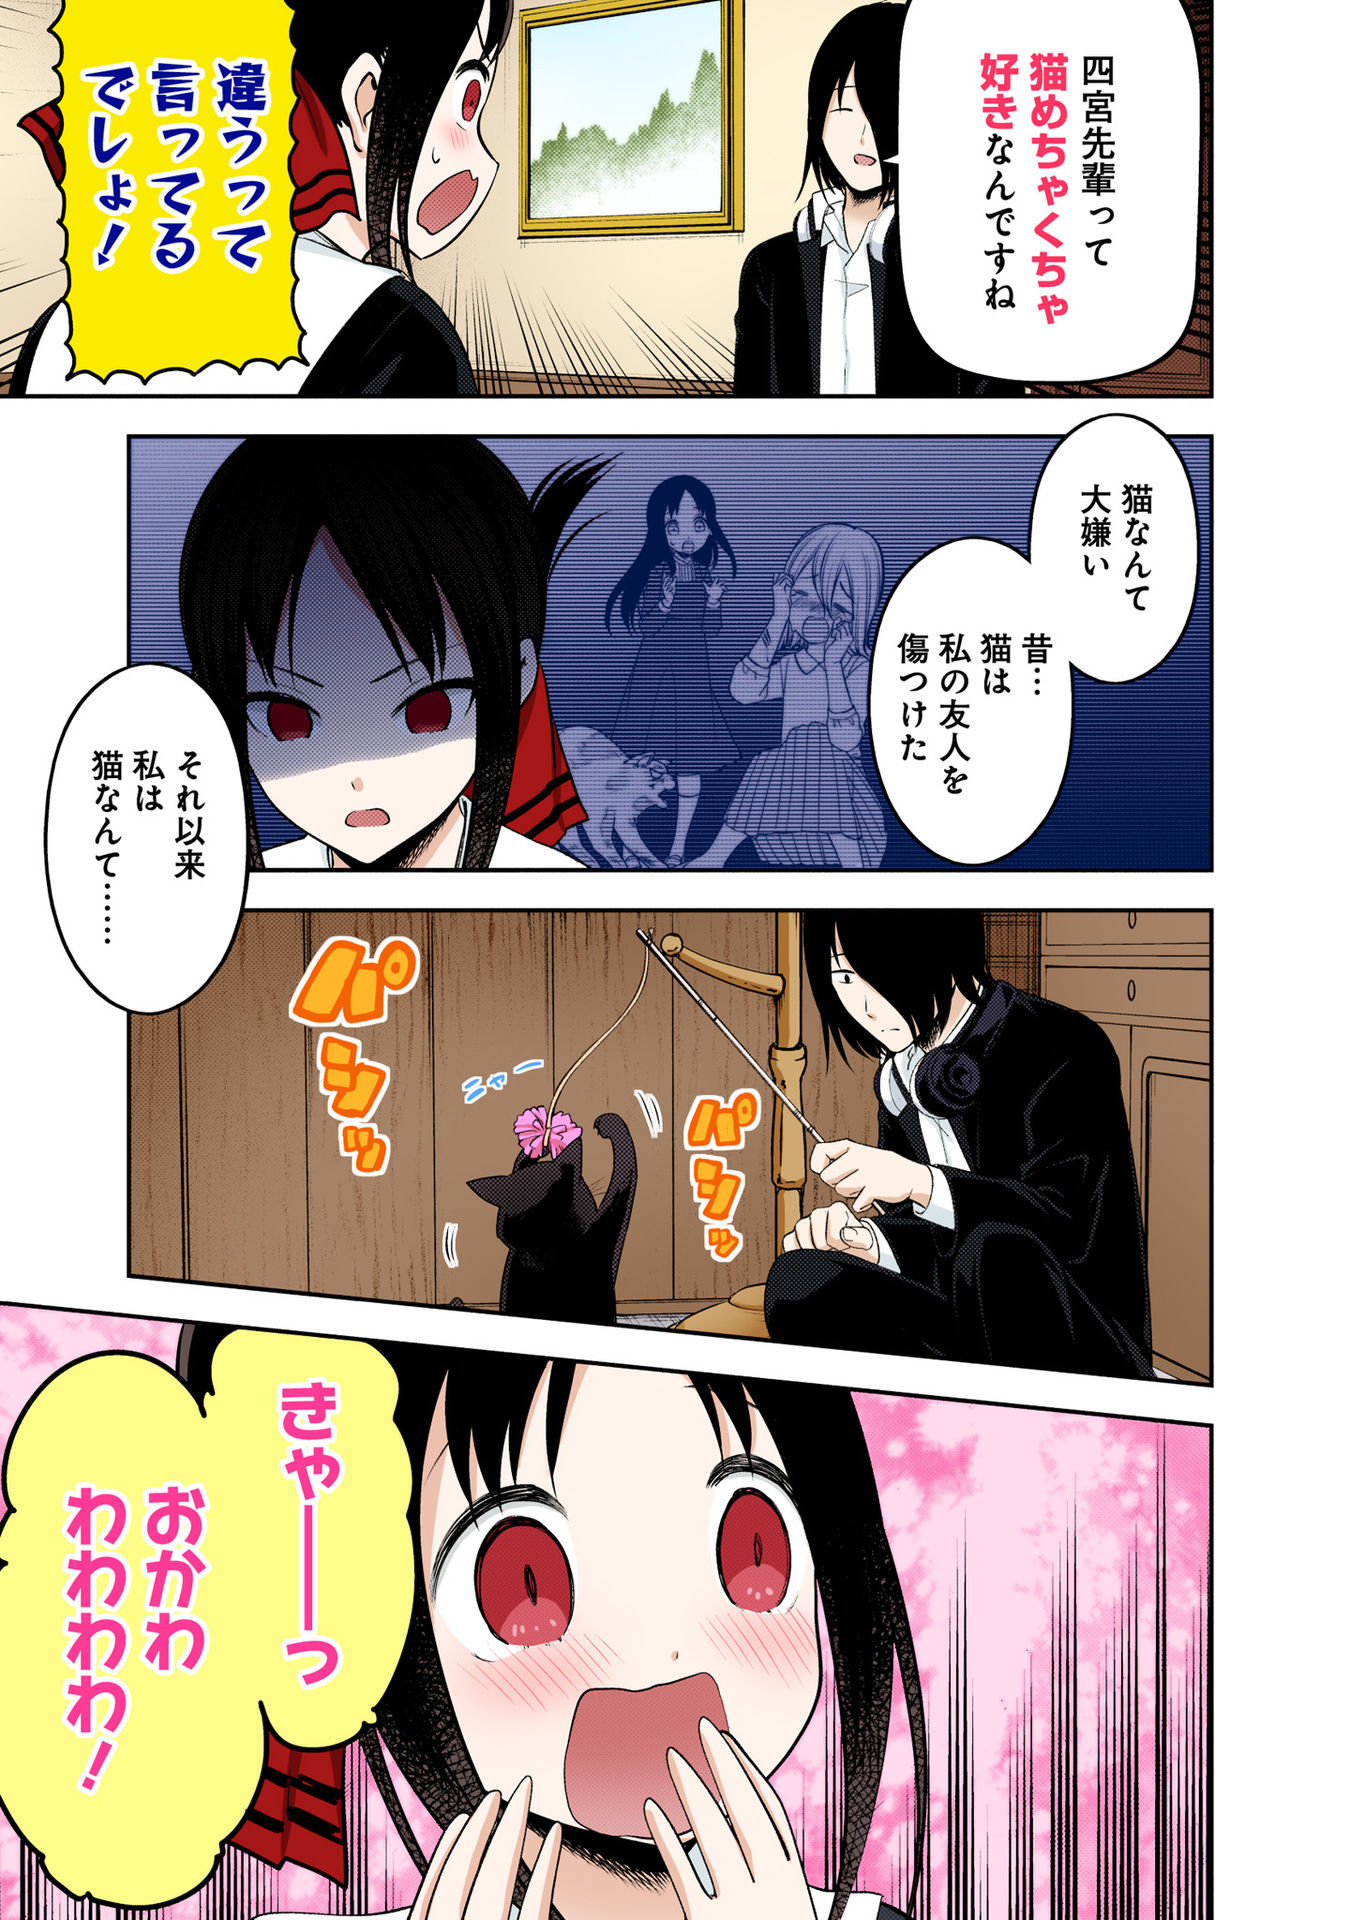 四宮先輩って
猫めちゃくちゃ
好きなんですね
違うって
言ってる
でしょ！
猫なんて
大嫌い
昔…
猫は
私の友人を
傷つけた
それ以来
私は
猫なんて……
パシッ
ニャー
パシッ
きゃーーっ
おかわ
わわわわ！